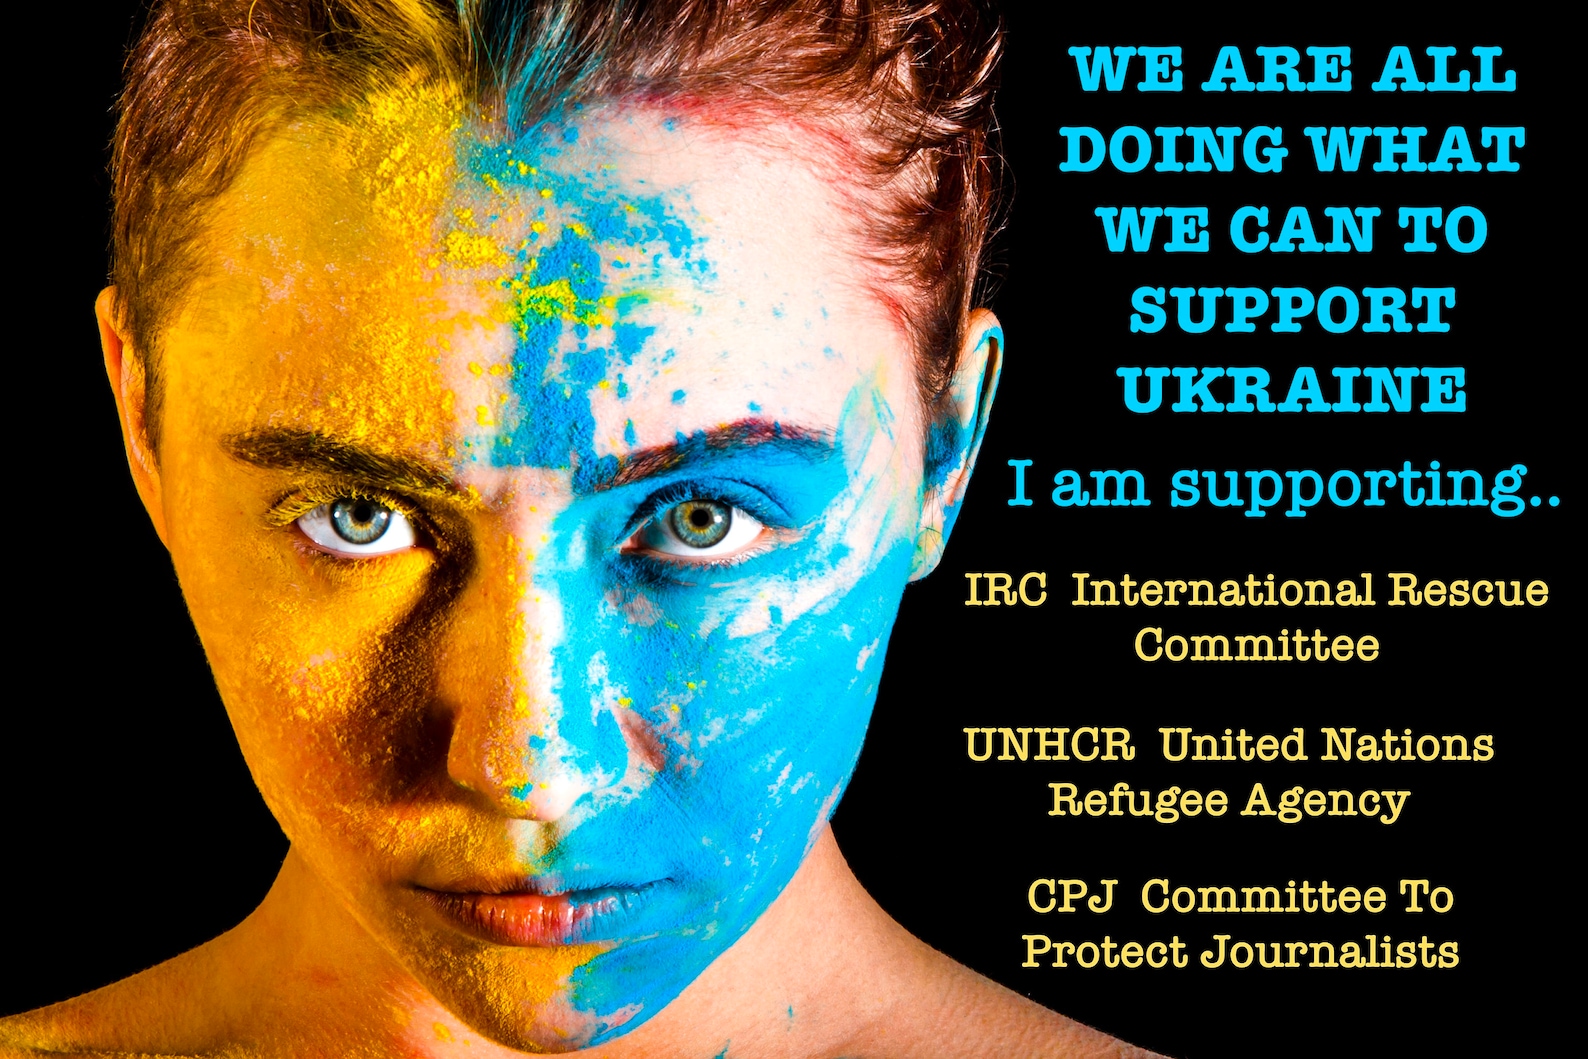 WE ARE ALL
DOING WHAT
WE CAN TO
SUPPORT
UKRAINE
I am supporting..
IRC  International Rescue
Committee
UNHCR  United Nations
Refugee Agency
CPJ  Committee To
Protect Journalists